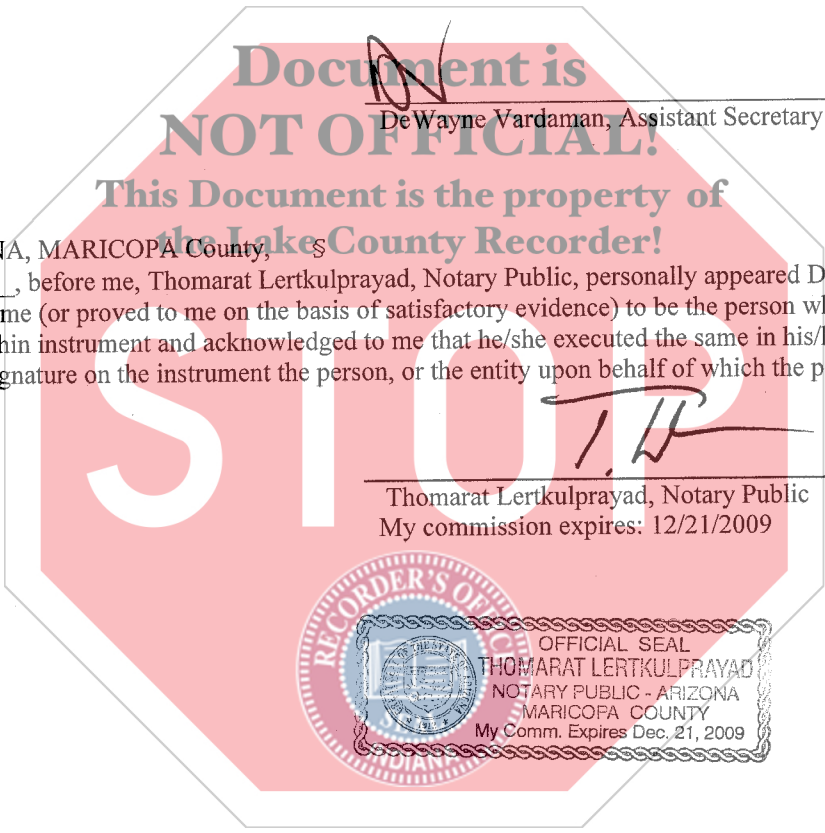 Document is
NOT OFFICIAL!
This Document is the property of
the Lake County Recorder!
DeWayne Vardaman, Assistant Secretary
NA, MARICOPA County, S
, before me, Thomarat Lertkulprayad, Notary Public, personally appeared D
me (or proved to me on the basis of satisfactory evidence) to be the person wh
hin instrument and acknowledged to me that he/she executed the same in his/
gnature on the instrument the person, or the entity upon behalf of which the p
STOP
Thomarat Lertkulprayad, Notary Public
My commission expires: 12/21/2009
RECORDER'S OFFICE
SEAL
INDIANA
OFFICIAL SEAL
THOMARAT LERTKULPRAYAD
NOTARY PUBLIC - ARIZONA
MARICOPA COUNTY
My Comm. Expires Dec. 21, 2009